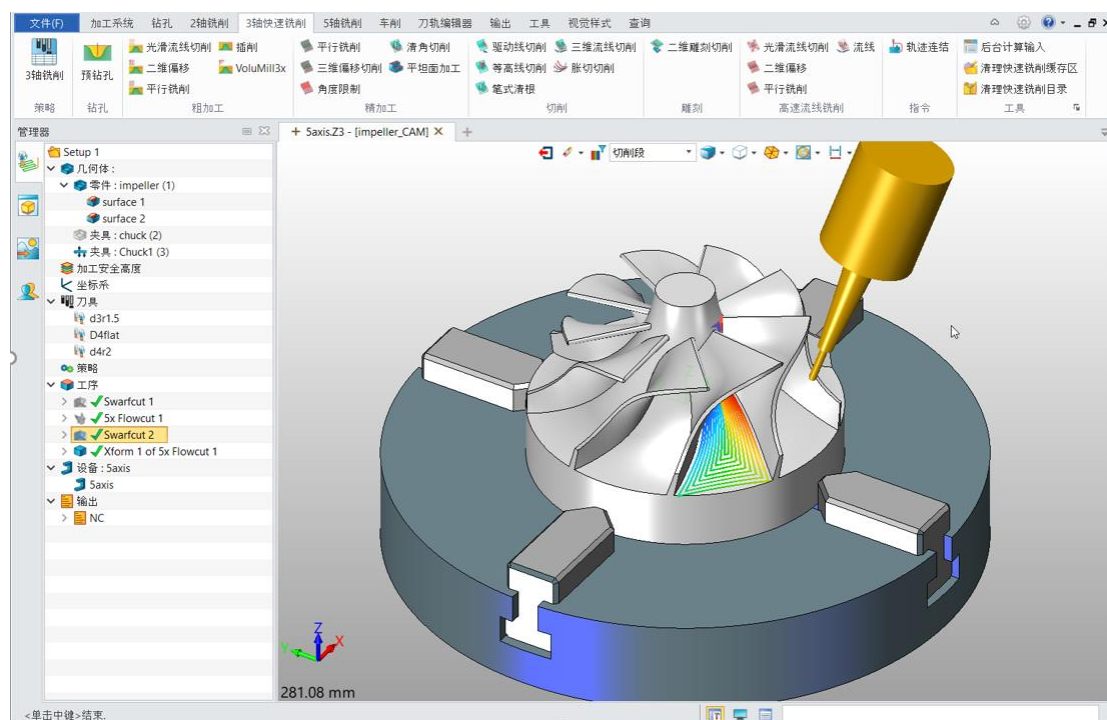 文件(F) 加工系统 钻孔 2轴铣削 3轴快速铣削 5轴铣削 车削 刀轨编辑器 输出 工具 视觉样式 查询
光滑流线切削 插削 平行铣削 清角切削 驱动线切削 三维流线切削 二维雕刻切削 光滑流线切削 流线 轨迹连结 后台计算输入
3轴铣削 预钻孔 二维偏移 VoluMill3x 三维偏移切削 平坦面加工 等高线切削 胀切切削 二维偏移 清理快速铣削缓存区
平行铣削 角度限制 笔式清根 平行铣削 清理快速铣削目录
策略 钻孔 粗加工 精加工 切削 雕刻 高速流线铣削 指令 工具
管理器
5axis.Z3 - [impeller_CAM]
切削段
Setup 1
几何体 :
零件 : impeller (1)
surface 1
surface 2
夹具 : chuck (2)
夹具 : Chuck1 (3)
加工安全高度
坐标系
刀具
d3r1.5
D4flat
d4r2
策略
工序
Swarfcut 1
5x Flowcut 1
Swarfcut 2
Xform 1 of 5x Flowcut 1
设备 : 5axis
5axis
输出
NC
Z
X
Y
281.08 mm
<单击中键>结束.